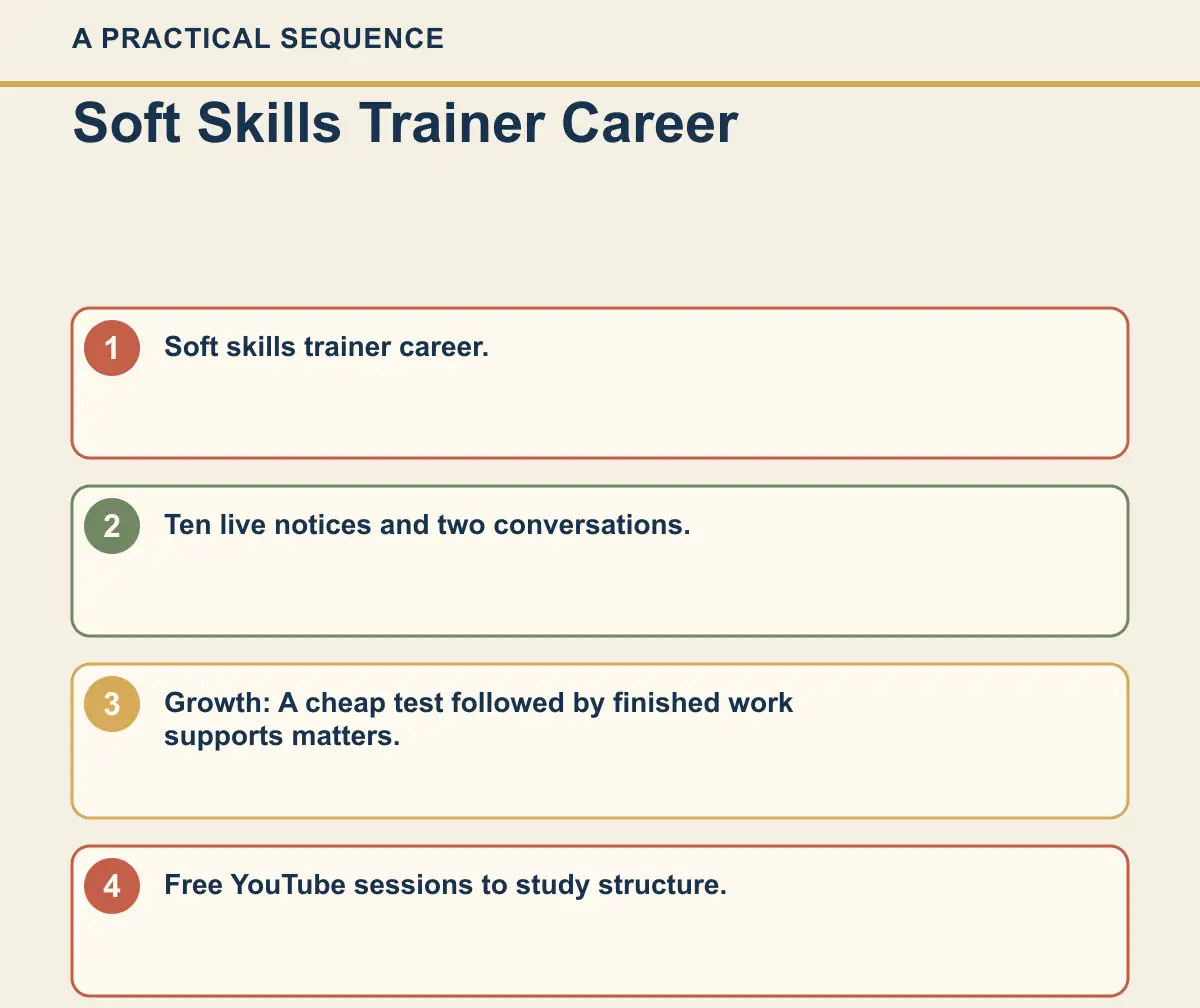 A PRACTICAL SEQUENCE
Soft Skills Trainer Career
1
Soft skills trainer career.
2
Ten live notices and two conversations.
3
Growth: A cheap test followed by finished work
supports matters.
4
Free YouTube sessions to study structure.